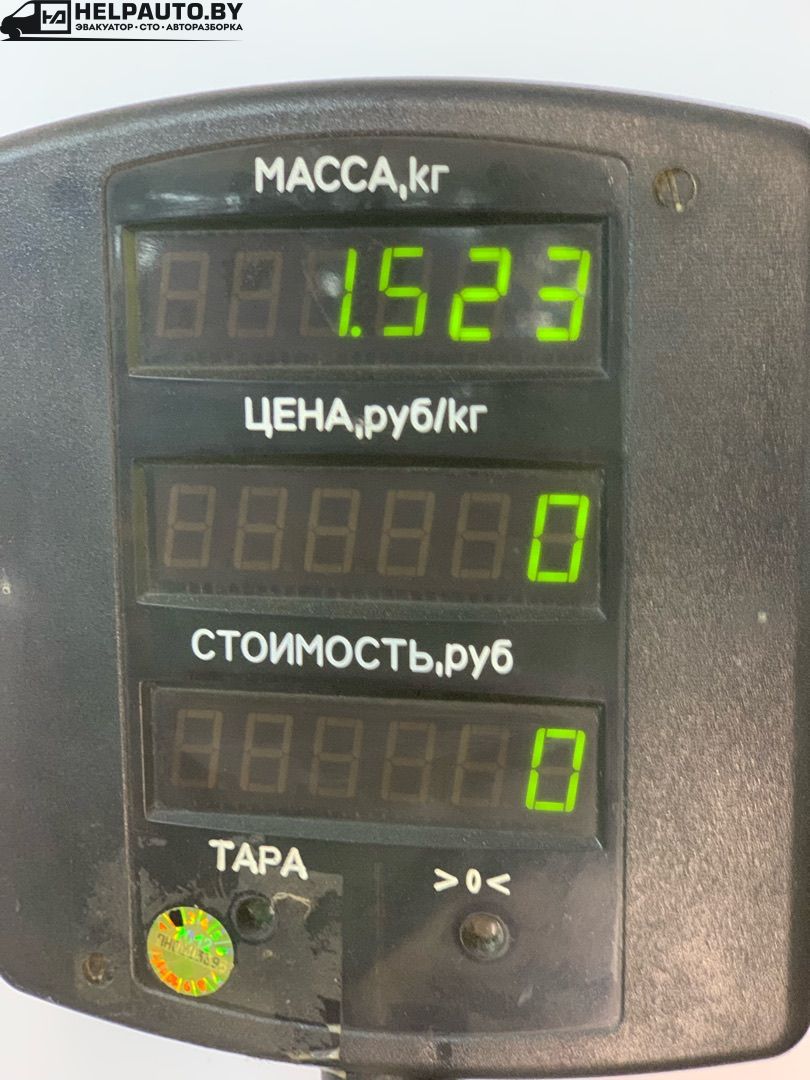 HELPAUTO.BY
ЭВАКУАТОР · СТО · АВТОРАЗБОРКА
МАССА,кг
1.523
ЦЕНА,руб/кг
0
СТОИМОСТЬ,руб
0
ТАРА >0<